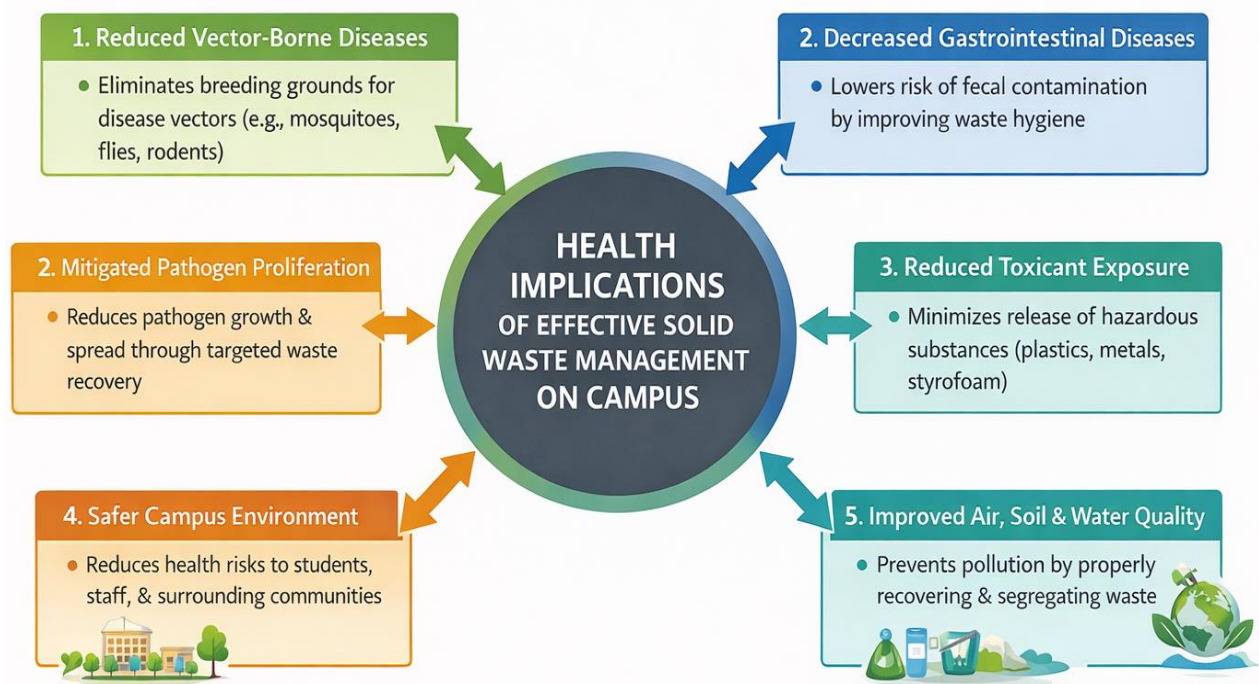 1. Reduced Vector-Borne Diseases
• Eliminates breeding grounds for
disease vectors (e.g., mosquitoes,
flies, rodents)
2. Decreased Gastrointestinal Diseases
• Lowers risk of fecal contamination
by improving waste hygiene
HEALTH
IMPLICATIONS
OF EFFECTIVE SOLID
WASTE MANAGEMENT
ON CAMPUS
2. Mitigated Pathogen Proliferation
• Reduces pathogen growth &
spread through targeted waste
recovery
3. Reduced Toxicant Exposure
• Minimizes release of hazardous
substances (plastics, metals,
styrofoam)
4. Safer Campus Environment
• Reduces health risks to students,
staff, & surrounding communities
5. Improved Air, Soil & Water Quality
• Prevents pollution by properly
recovering & segregating waste